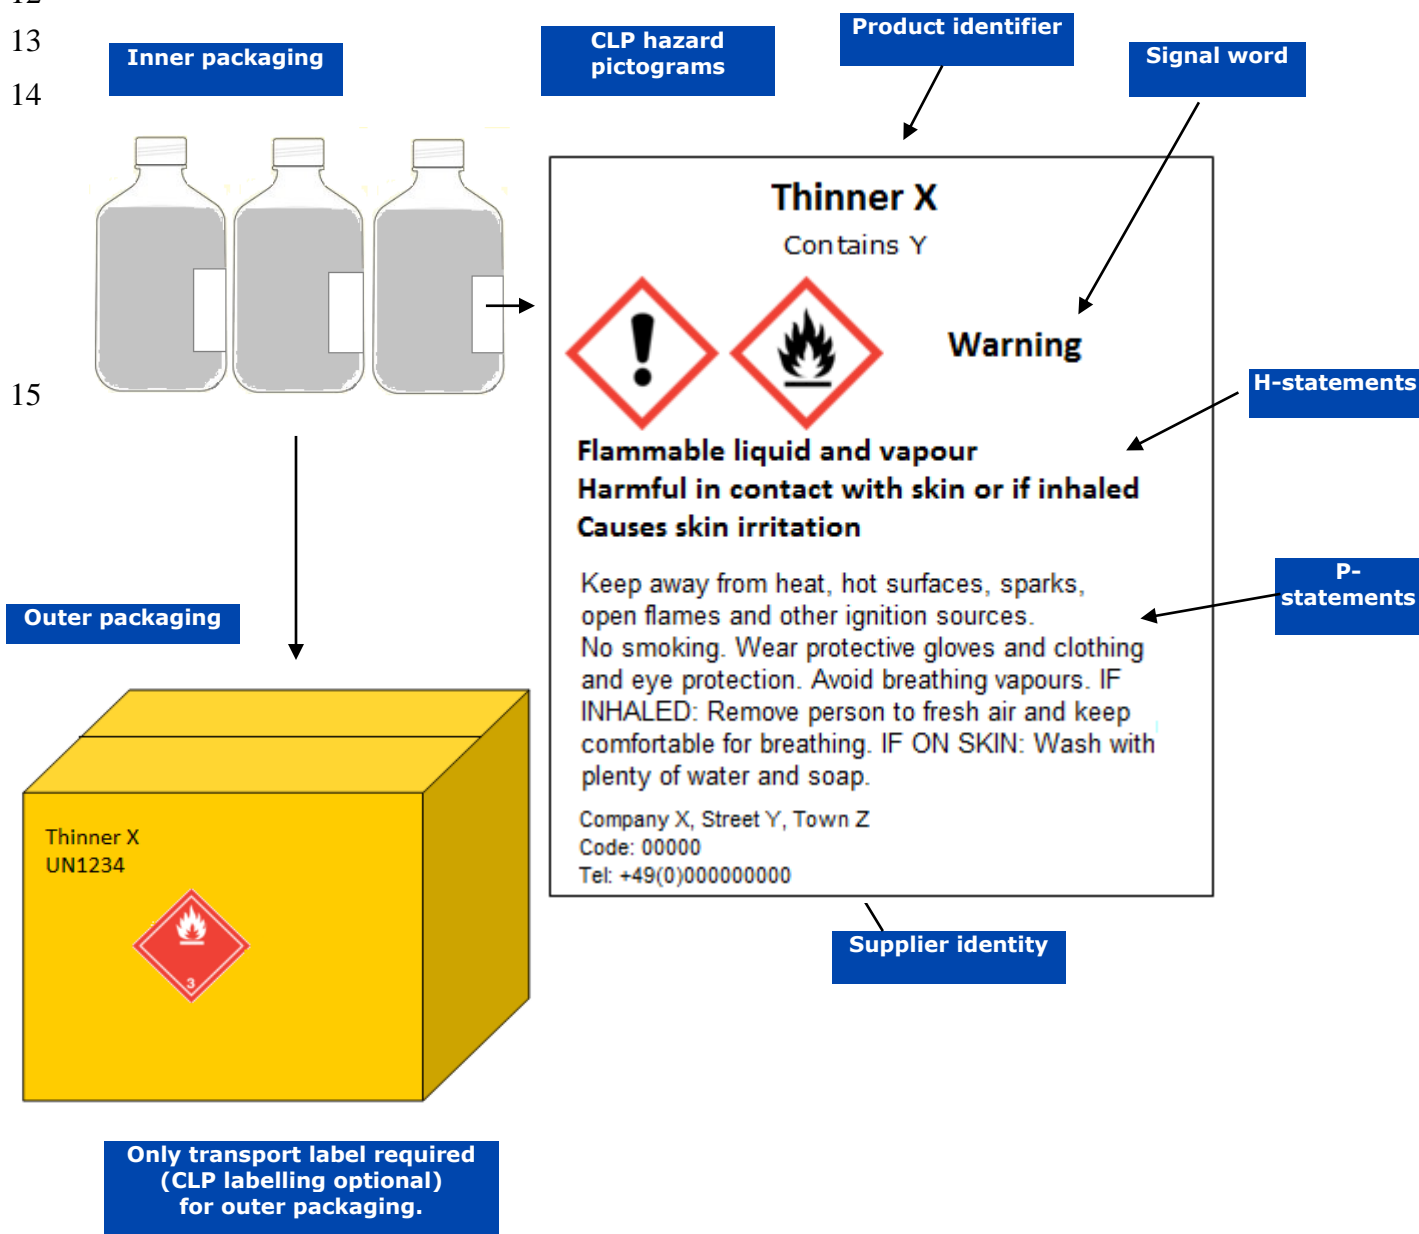 12
13
14
15
Inner packaging
CLP hazard
pictograms
Product identifier
Signal word
Thinner X
Contains Y
Warning
H-statements
Flammable liquid and vapour
Harmful in contact with skin or if inhaled
Causes skin irritation
P-
statements
Keep away from heat, hot surfaces, sparks,
open flames and other ignition sources.
No smoking. Wear protective gloves and clothing
and eye protection. Avoid breathing vapours. IF
INHALED: Remove person to fresh air and keep
comfortable for breathing. IF ON SKIN: Wash with
plenty of water and soap.
Company X, Street Y, Town Z
Code: 00000
Tel: +49(0)000000000
Supplier identity
Outer packaging
Thinner X
UN1234
3
Only transport label required
(CLP labelling optional)
for outer packaging.